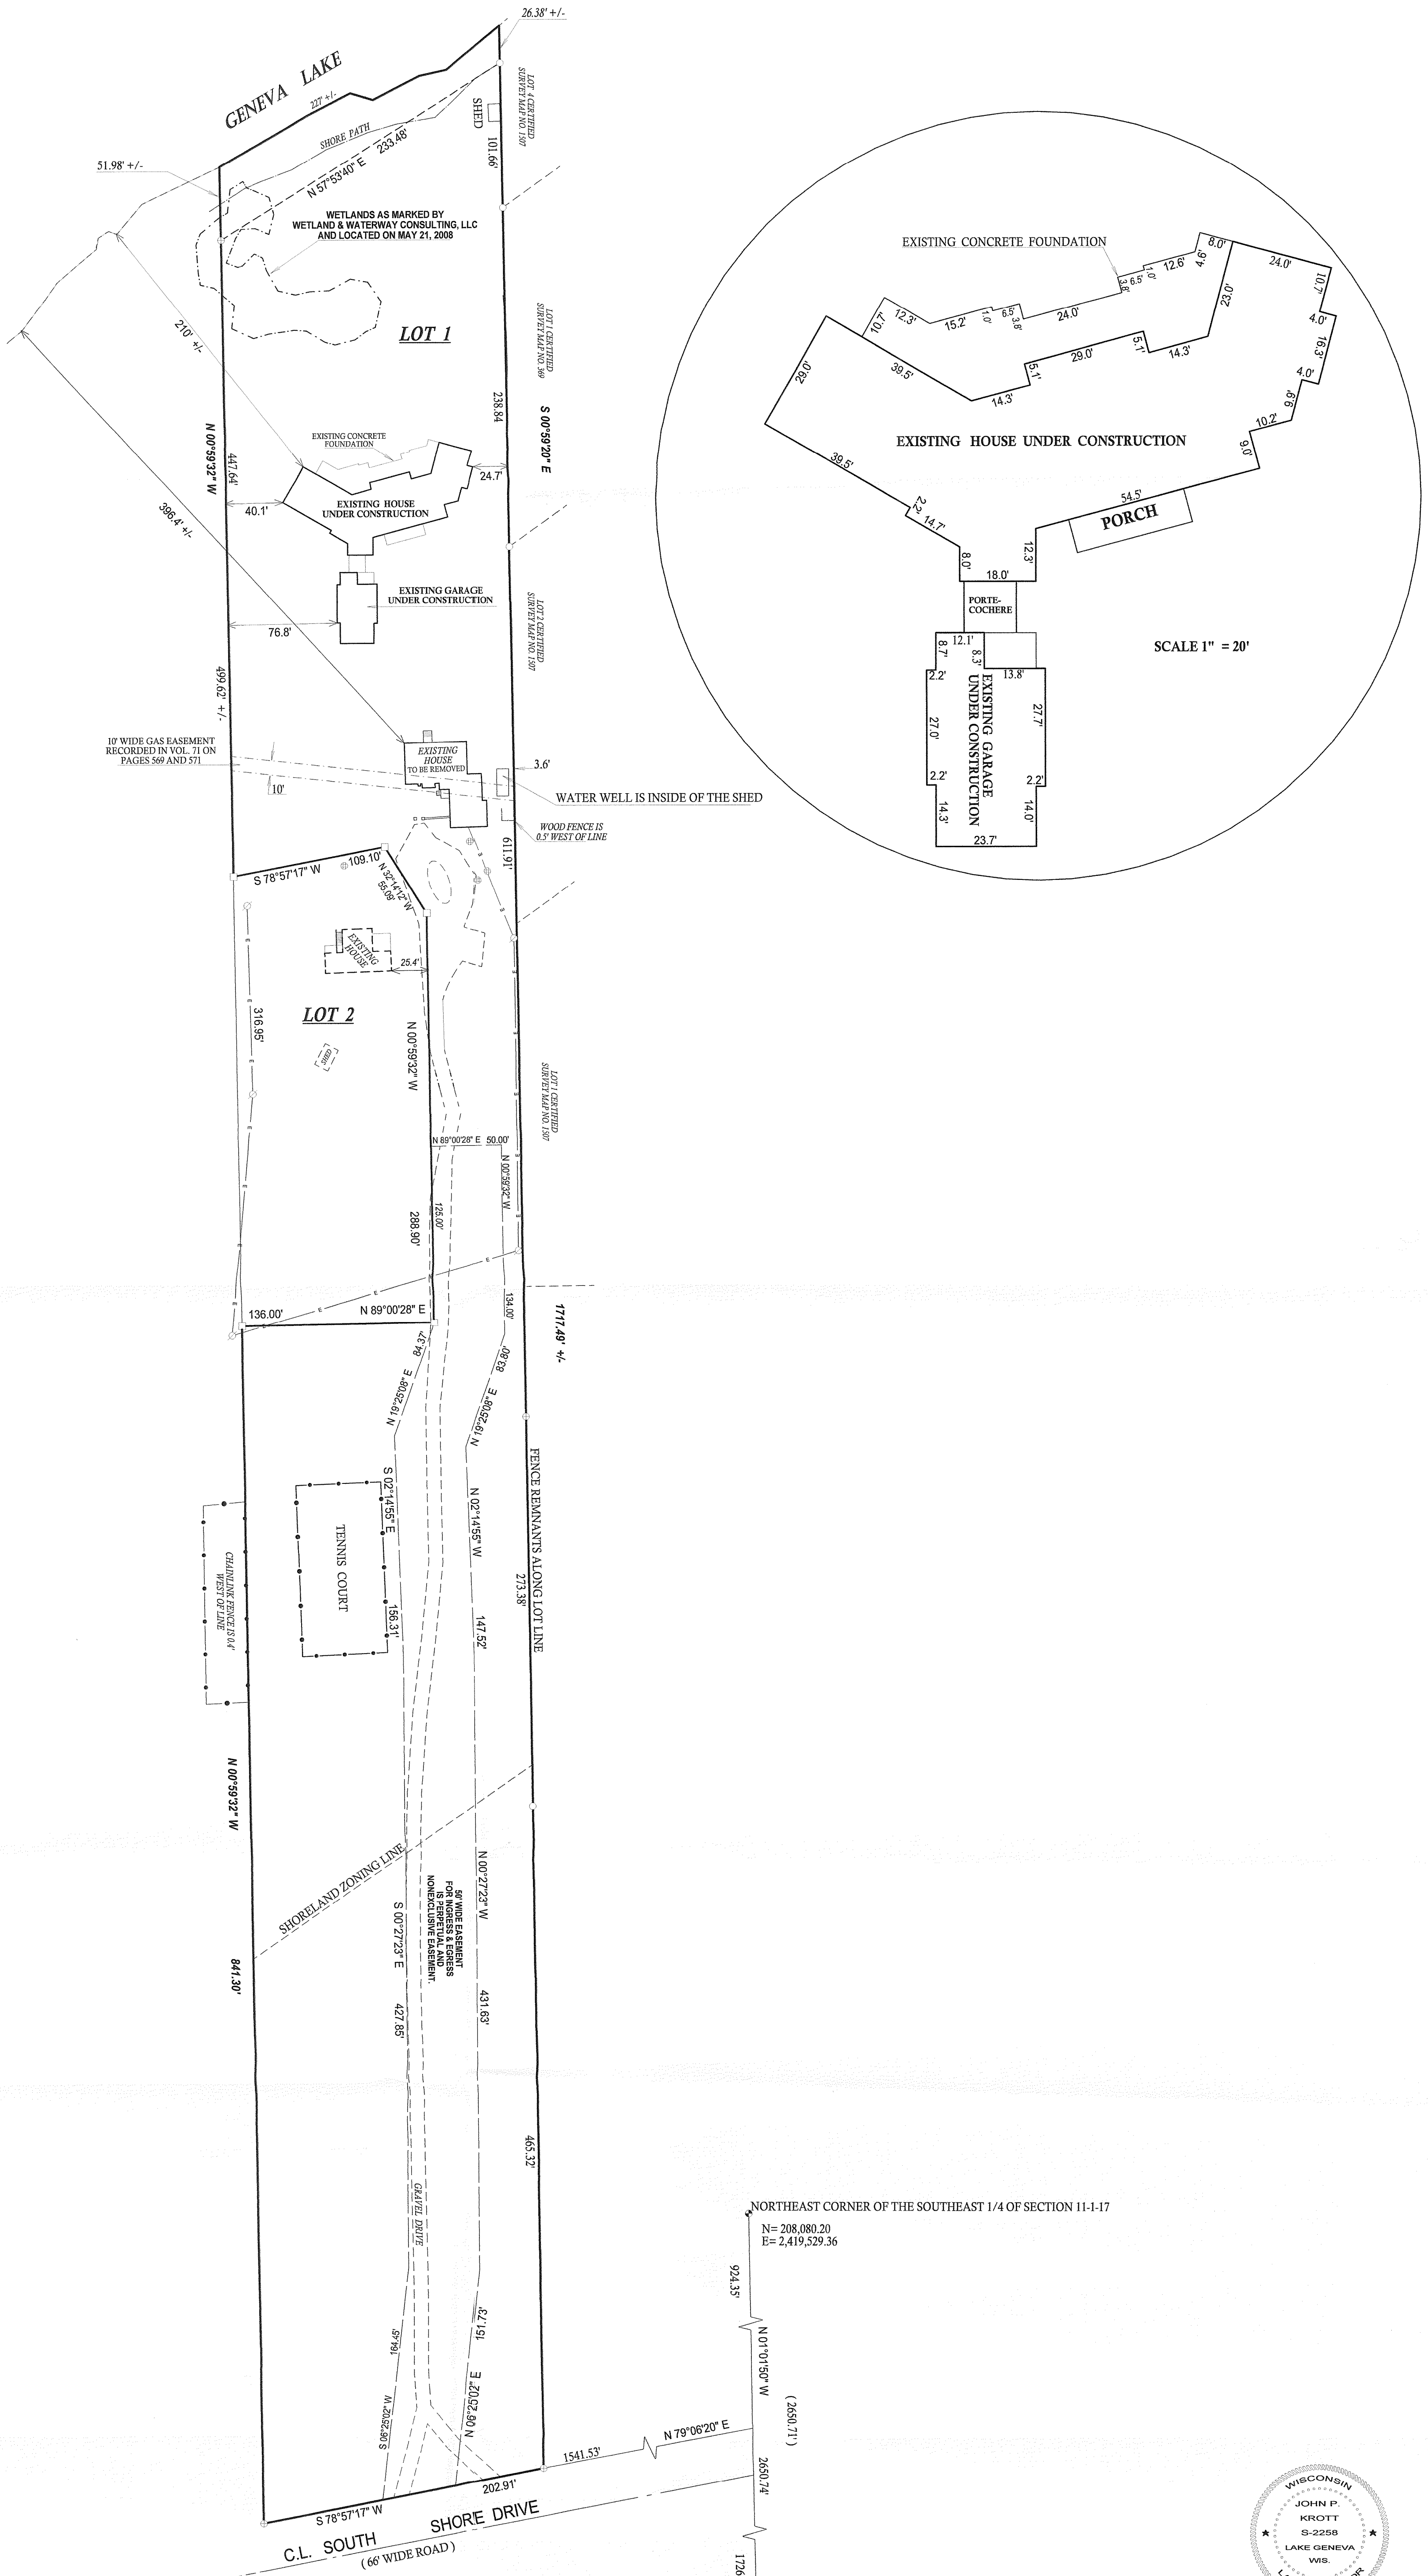 26.38' +/-
GENEVA LAKE
227' +/-
SHORE PATH
LOT 4 CERTIFIED
SURVEY MAP NO. 1507
SHED
101.66'
51.98' +/-
N 57°53'40" E
233.48'
WETLANDS AS MARKED BY
WETLAND & WATERWAY CONSULTING, LLC
AND LOCATED ON MAY 21, 2008
210' +/-
LOT 1
LOT 1 CERTIFIED
SURVEY MAP NO. 369
238.84
S 00°59'20" E
N 00°59'32" W
447.64'
EXISTING CONCRETE
FOUNDATION
24.7'
40.1'
EXISTING HOUSE
UNDER CONSTRUCTION
396.4' +/-
EXISTING GARAGE
UNDER CONSTRUCTION
LOT 2 CERTIFIED
SURVEY MAP NO. 1507
76.8'
499.62' +/-
10' WIDE GAS EASEMENT
RECORDED IN VOL. 71 ON
PAGES 569 AND 571
10'
EXISTING
HOUSE
TO BE REMOVED
3.6'
WATER WELL IS INSIDE OF THE SHED
WOOD FENCE IS
0.5' WEST OF LINE
611.91'
S 78°57'17" W
109.10'
N 32°14'12" W
55.09'
EXISTING
HOUSE
25.4'
LOT 2
316.95'
SHED
N 00°59'32" W
LOT 1 CERTIFIED
SURVEY MAP NO. 1507
N 89°00'28" E 50.00'
N 00°59'32" W
125.00'
288.90'
134.00'
136.00'
N 89°00'28" E
1717.49' +/-
84.37'
N 19°25'08" E
83.80'
N 19°25'08" E
FENCE REMNANTS ALONG LOT LINE
S 02°14'55" E
N 02°14'55" W
TENNIS COURT
CHAINLINK FENCE IS 0.4'
WEST OF LINE
273.38'
156.31'
147.52'
N 00°59'32" W
SHORELAND ZONING LINE
50' WIDE EASEMENT
FOR INGRESS & EGRESS
IS PERPETUAL AND
NONEXCLUSIVE EASEMENT.
N 00°27'23" W
S 00°27'23" E
841.30'
427.85'
431.63'
465.32'
GRAVEL DRIVE
164.45'
151.73'
S 06°25'02" W
N 06°25'02" E
S 78°57'17" W
202.91'
C.L. SOUTH SHORE DRIVE
( 66' WIDE ROAD )
1541.53'
N 79°06'20" E
NORTHEAST CORNER OF THE SOUTHEAST 1/4 OF SECTION 11-1-17
N= 208,080.20
E= 2,419,529.36
924.35'
N 01°01'50" W
( 2650.71' )
2650.74'
1726
EXISTING CONCRETE FOUNDATION
8.0'
4.6'
12.6'
1.0'
6.5'
3.8'
24.0'
24.0'
3.8'
6.5'
1.0'
15.2'
12.3'
10.7'
23.0'
10.7'
4.0'
16.3'
4.0'
6.6'
10.2'
9.0'
14.3'
5.1'
29.0'
5.1'
14.3'
39.5'
29.0'
EXISTING HOUSE UNDER CONSTRUCTION
39.5'
2.2'
14.7'
8.0'
18.0'
12.3'
54.5'
PORCH
PORTE-
COCHERE
SCALE 1" = 20'
12.1'
8.7'
8.3'
2.2'
13.8'
27.0'
EXISTING GARAGE
UNDER CONSTRUCTION
27.7'
2.2'
2.2'
14.3'
14.0'
23.7'
WISCONSIN
JOHN P.
KROTT
S-2258
LAKE GENEVA
WIS.